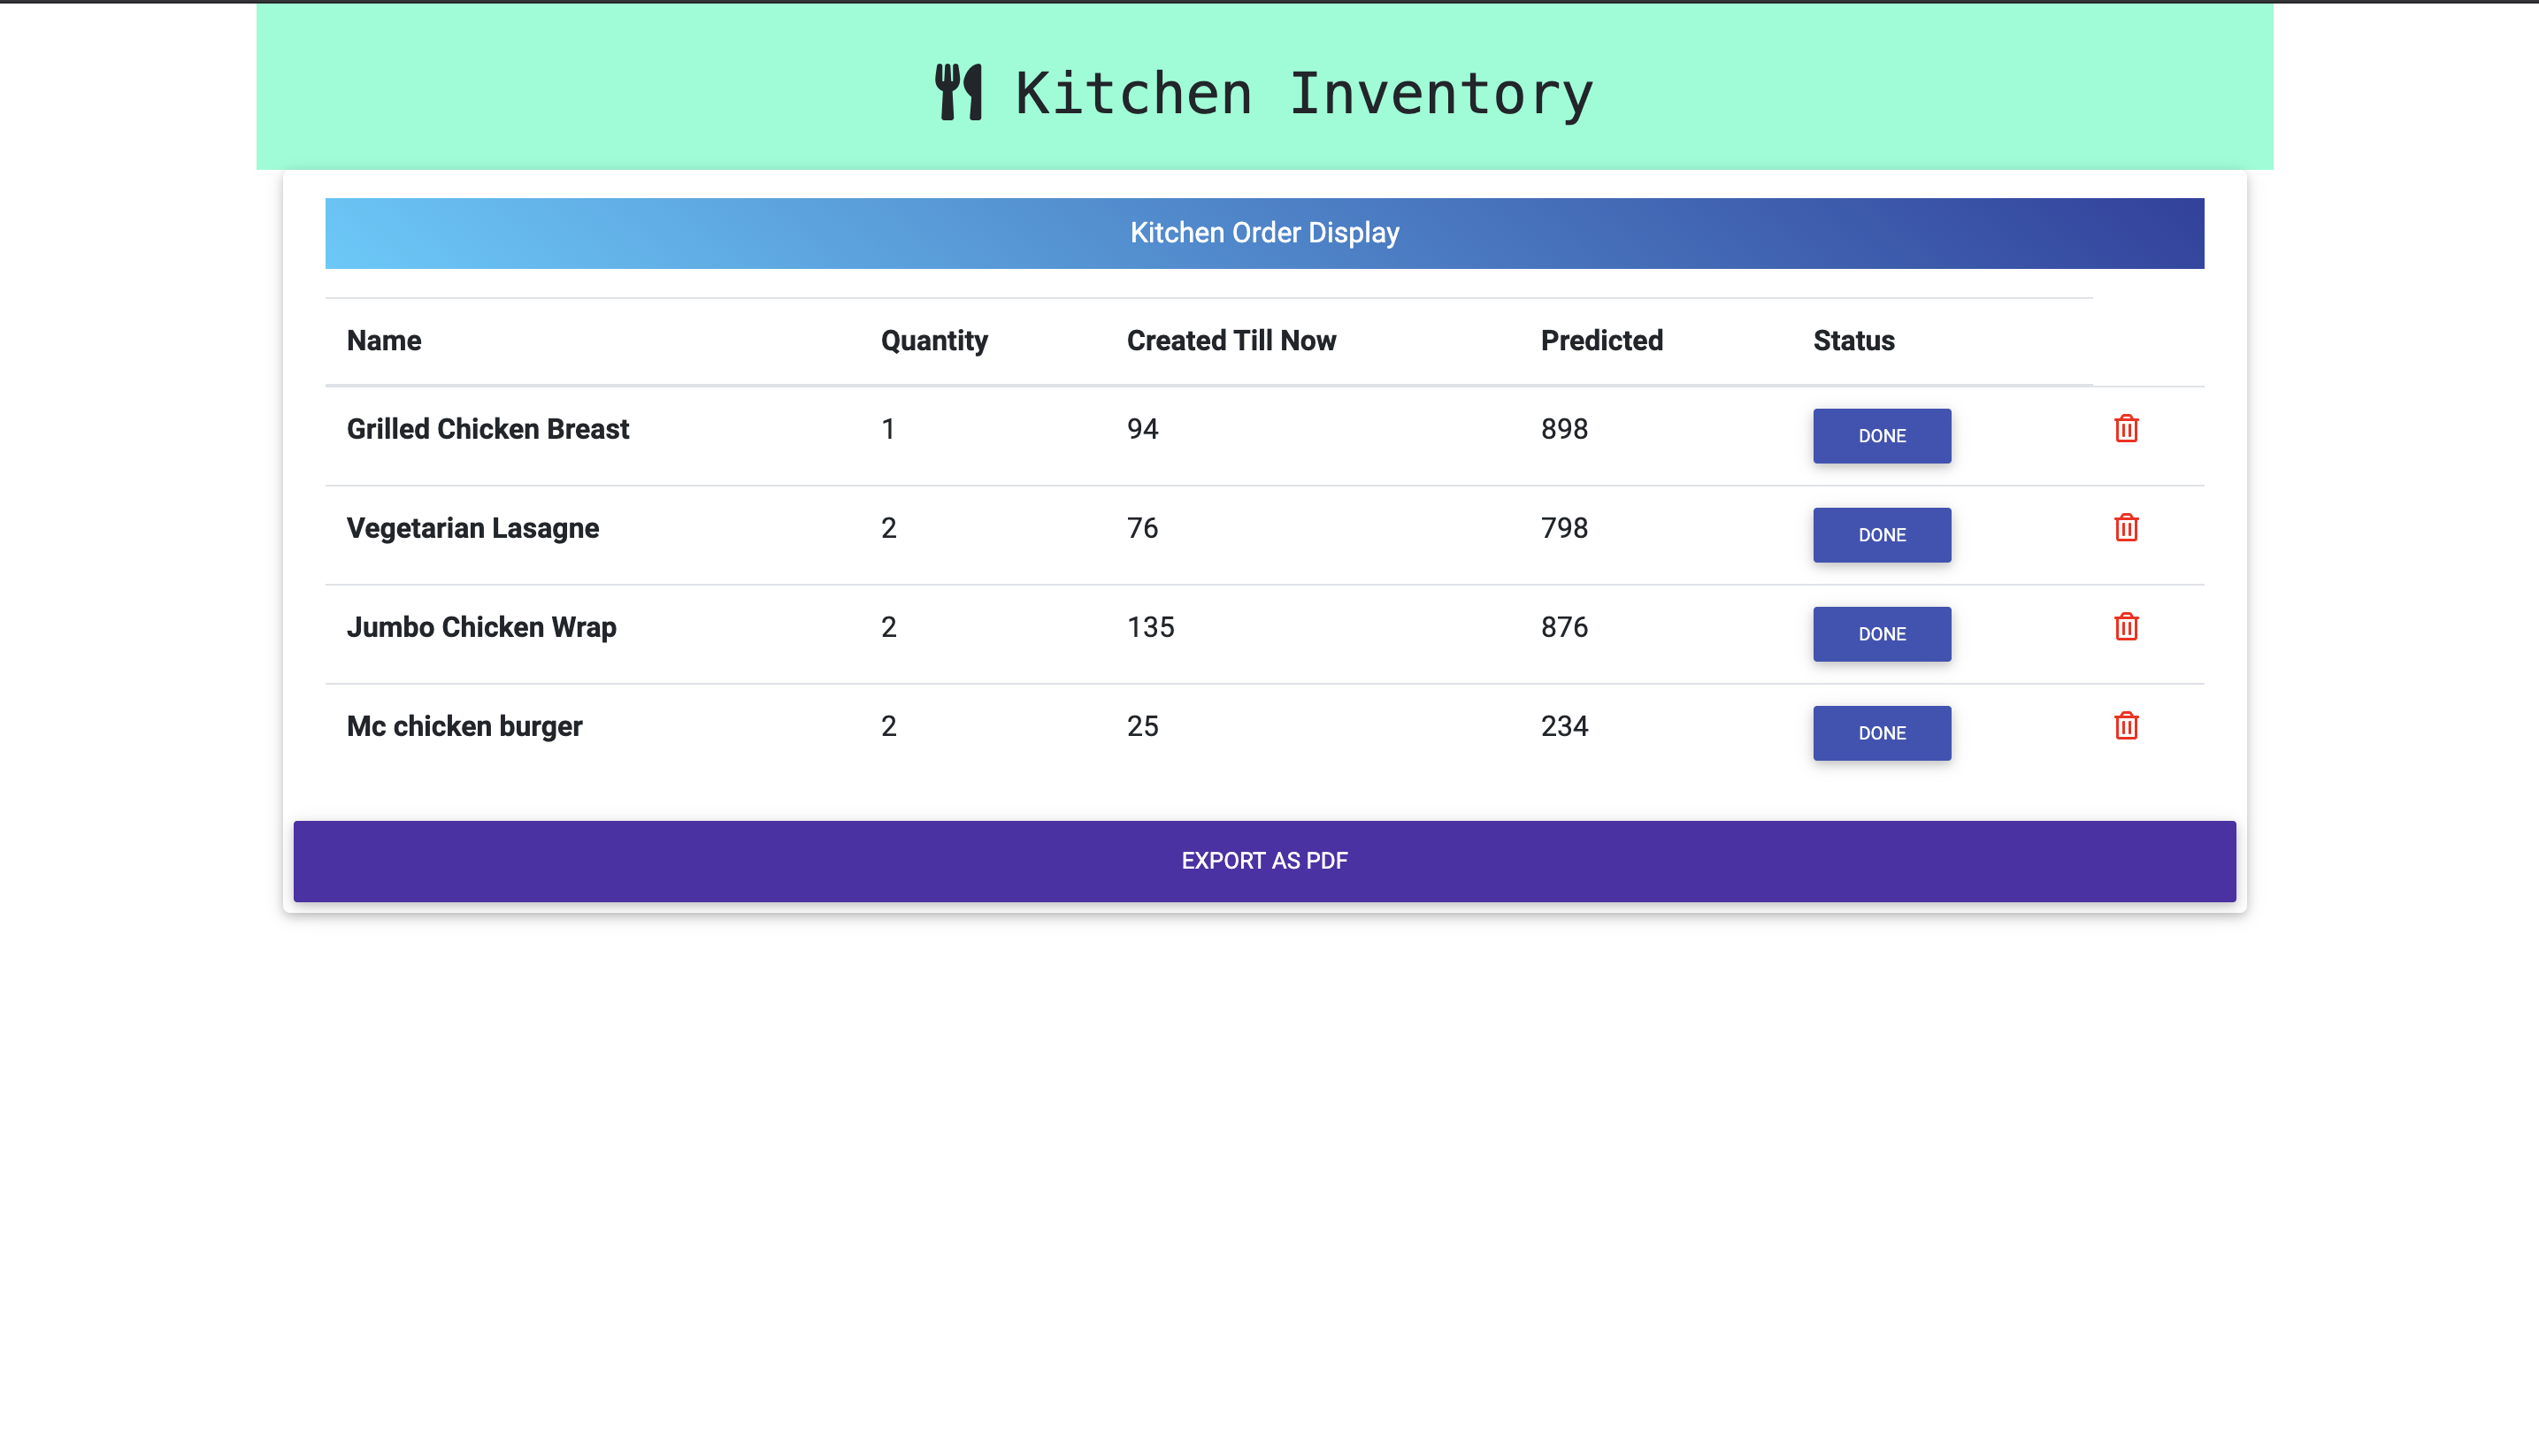 Kitchen Inventory
Kitchen Order Display
Name Quantity Created Till Now Predicted Status
Grilled Chicken Breast 1 94 898 DONE
Vegetarian Lasagne 2 76 798 DONE
Jumbo Chicken Wrap 2 135 876 DONE
Mc chicken burger 2 25 234 DONE
EXPORT AS PDF